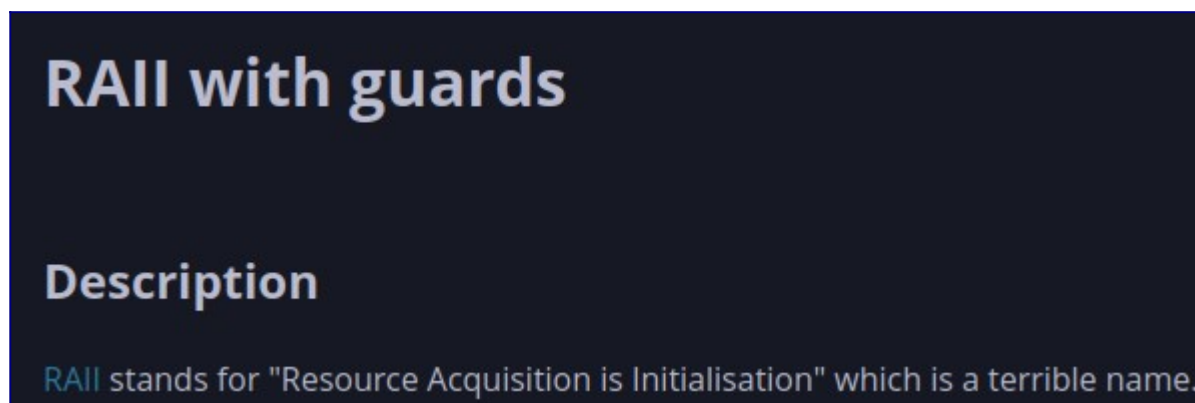 RAII with guards
Description
RAII stands for "Resource Acquisition is Initialisation" which is a terrible name.